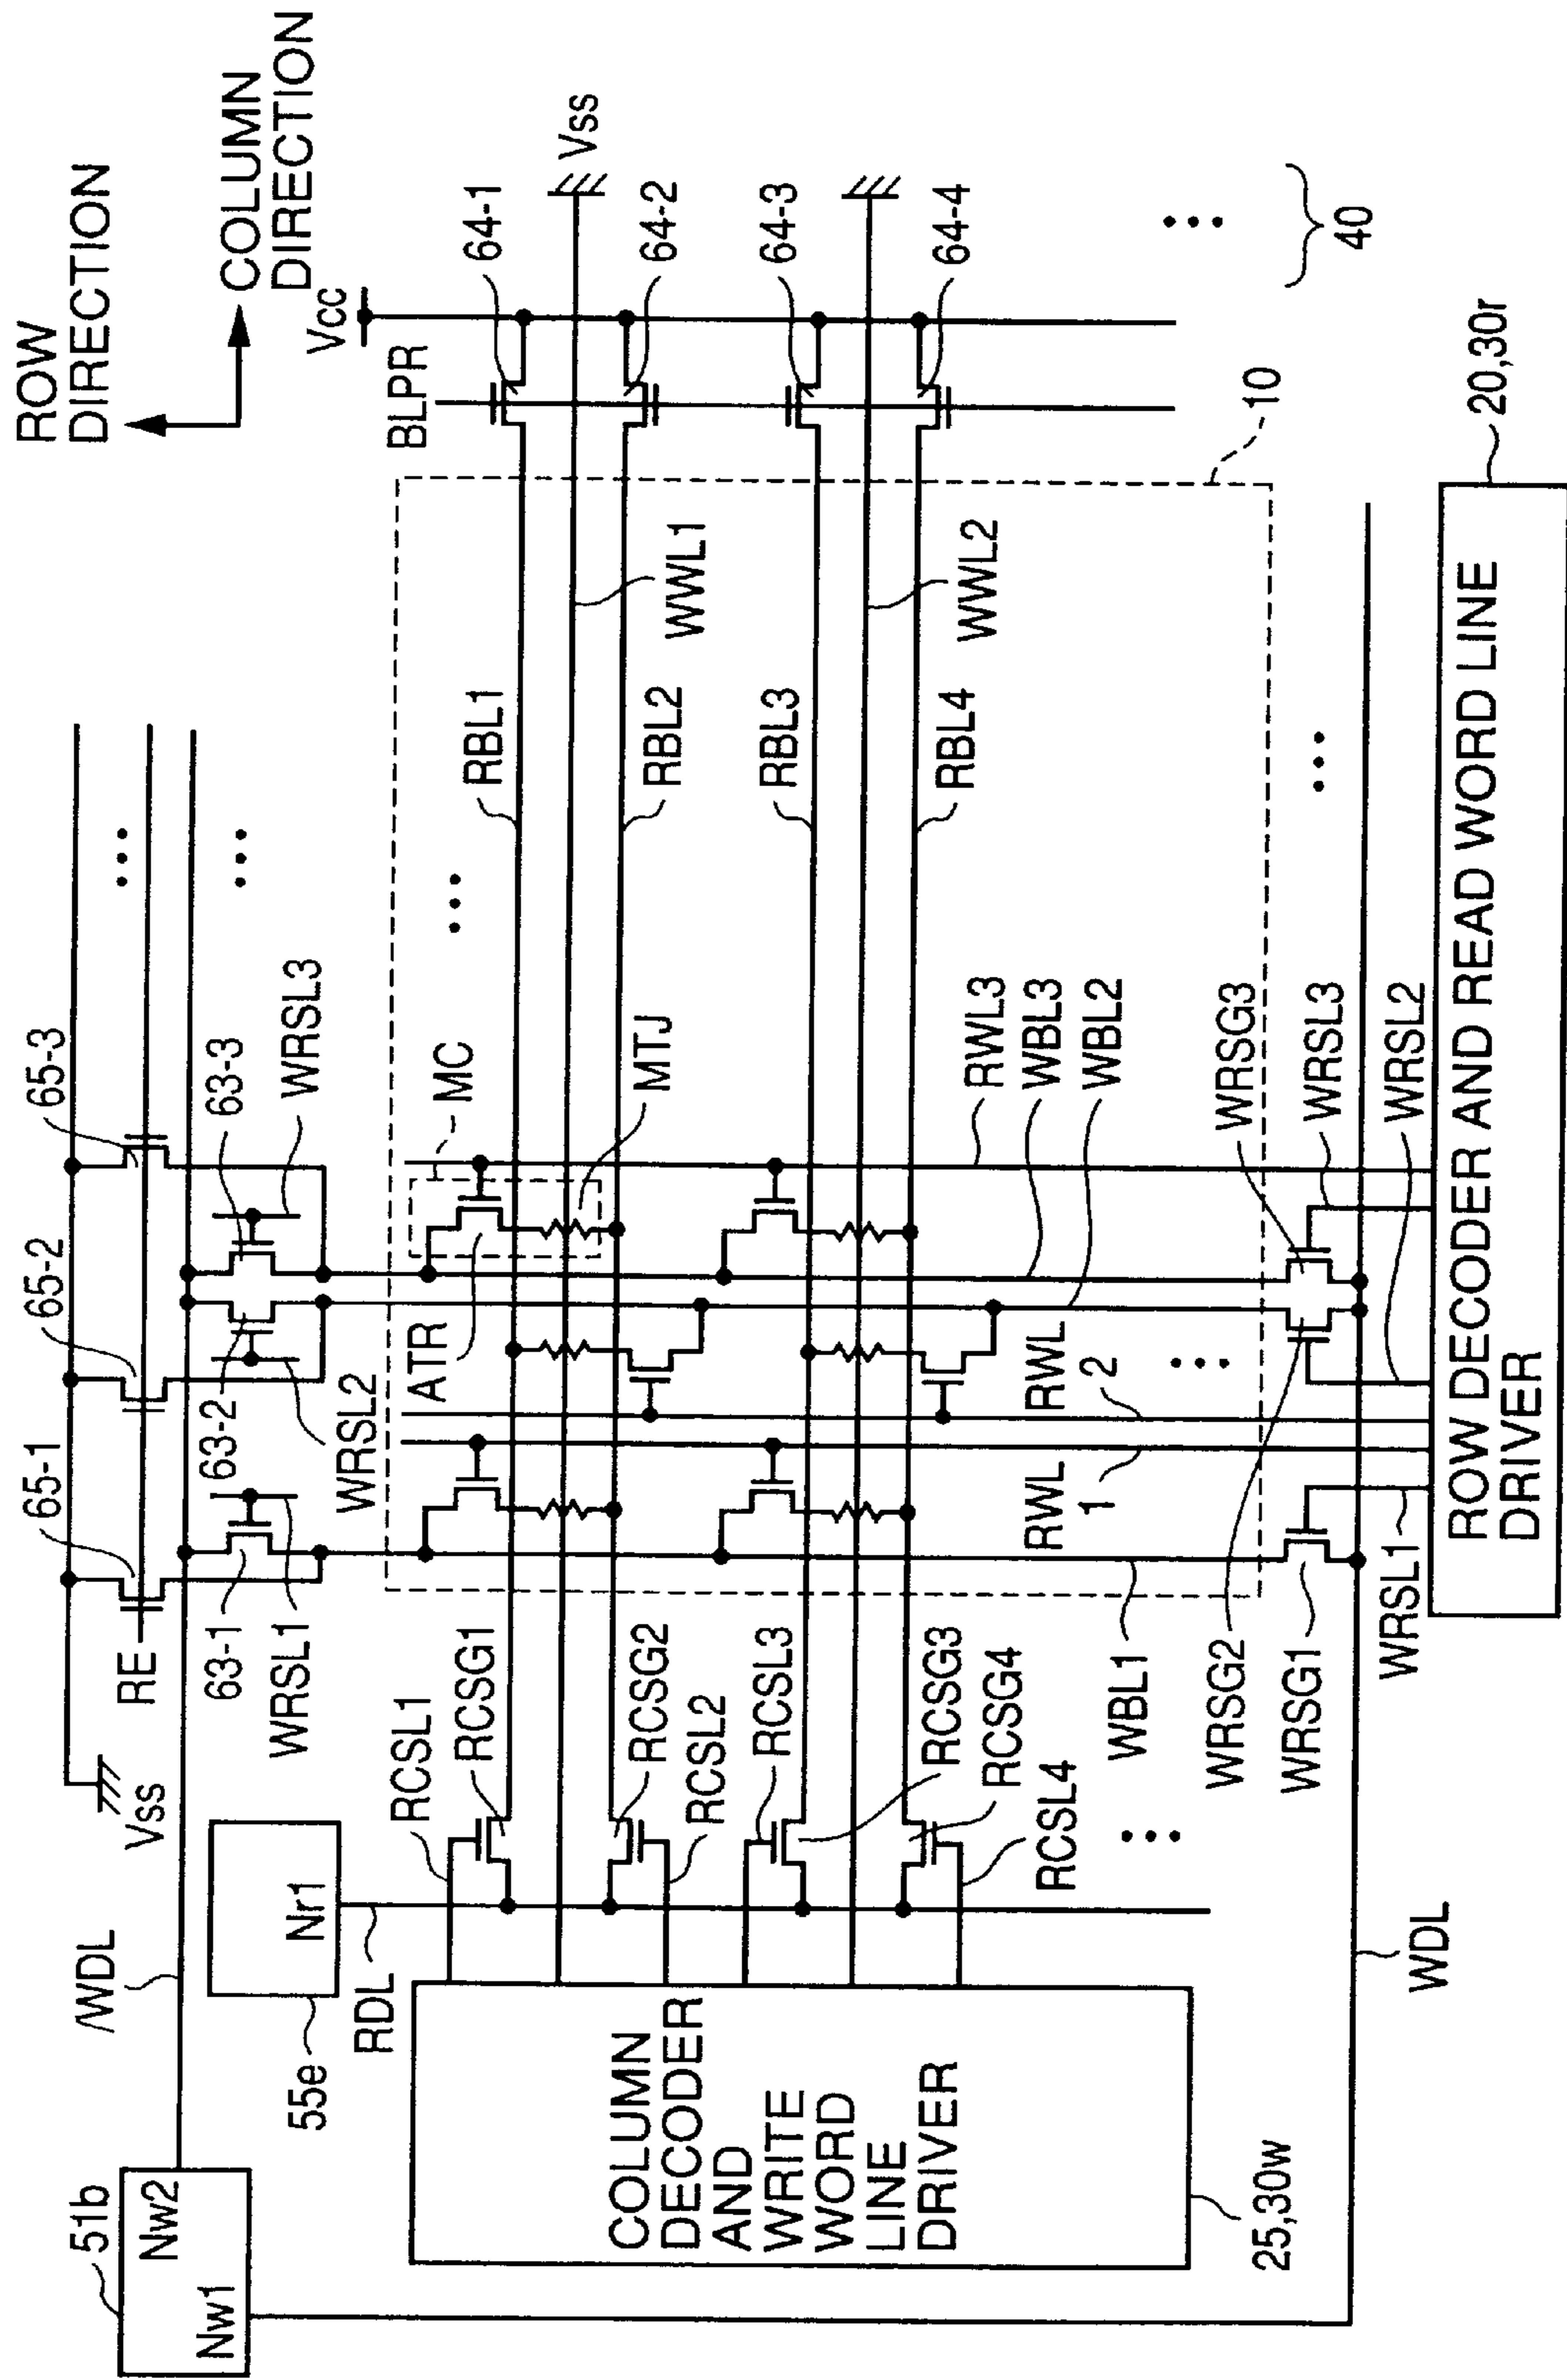 ROW
DIRECTION
COLUMN
DIRECTION
51b
Nw2
Nw1
/WDL
55e
Nr1
RDL
Vss
RE
65-1
65-2
65-3
63-1
WRSL1
63-2
WRSL2
63-3
WRSL3
Vcc
BLPR
64-1
Vss
64-2
64-3
64-4
40
10
RCSL1
RCSG1
RCSG2
RCSL2
RCSL3
RCSG3
RCSG4
RCSL4
ATR
MC
MTJ
RBL1
WWL1
RBL2
RBL3
WWL2
RBL4
COLUMN
DECODER
AND
WRITE
WORD
LINE
DRIVER
25,30w
WBL1
RWL
1
RWL
2
RWL3
WBL3
WBL2
WRSG3
WRSG2
WRSG1
WRSL1
WRSL3
WRSL2
WDL
ROW DECODER AND READ WORD LINE
DRIVER
20,30r